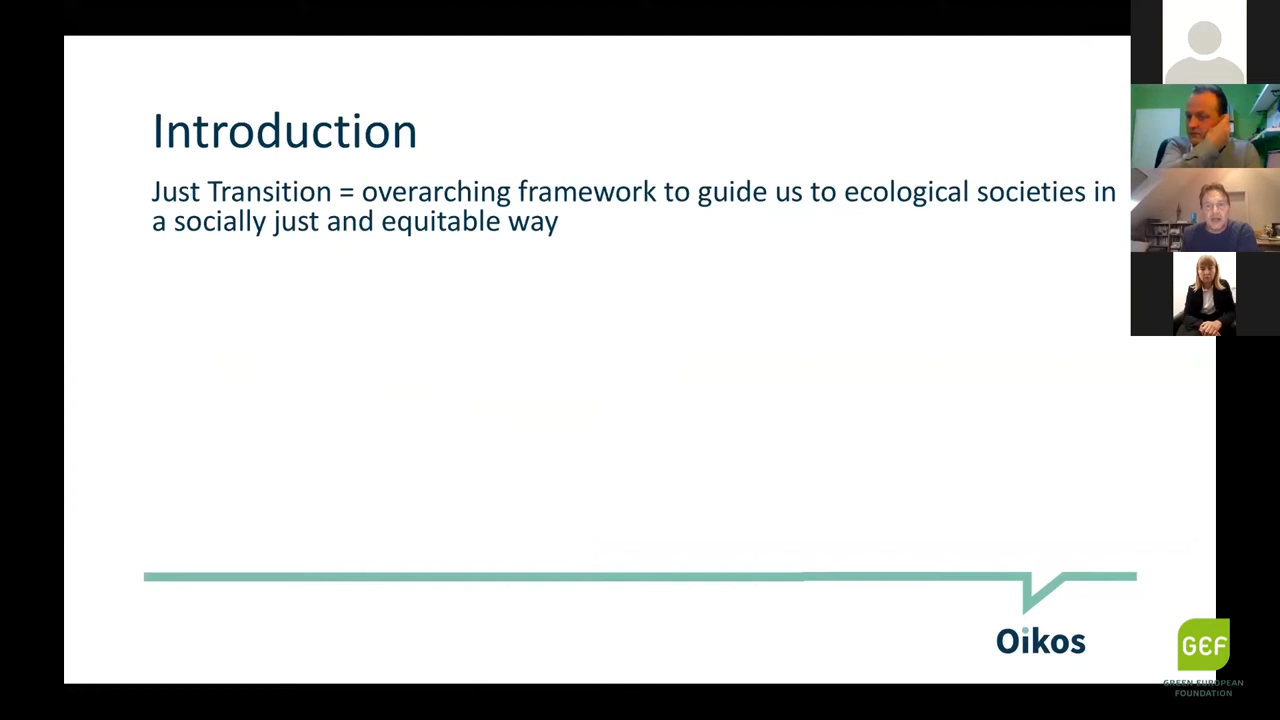 Introduction
Just Transition = overarching framework to guide us to ecological societies in
a socially just and equitable way
Oikos
GEF
GREEN EUROPEAN
FOUNDATION